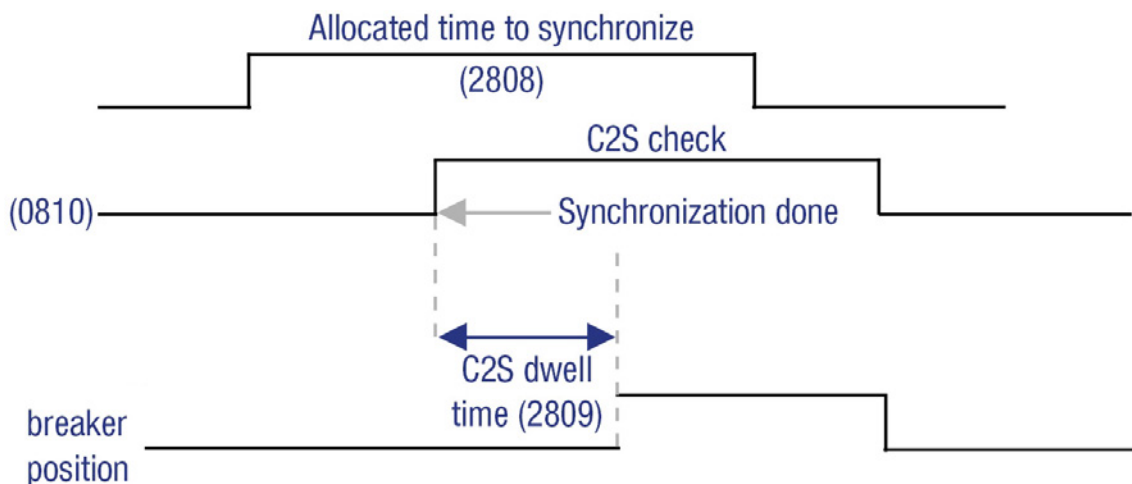 Allocated time to synchronize
(2808)
C2S check
(0810)
Synchronization done
C2S dwell
time (2809)
breaker
position